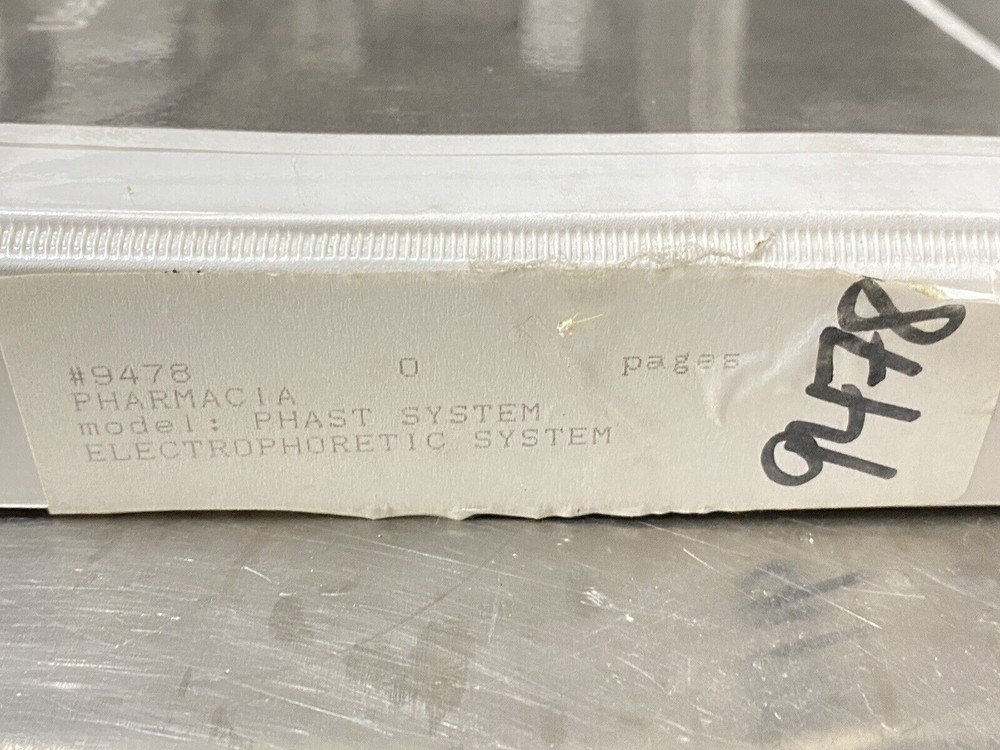 #9478 0 pages
PHARMACIA
model: PHAST SYSTEM
ELECTROPHORETIC SYSTEM
9478